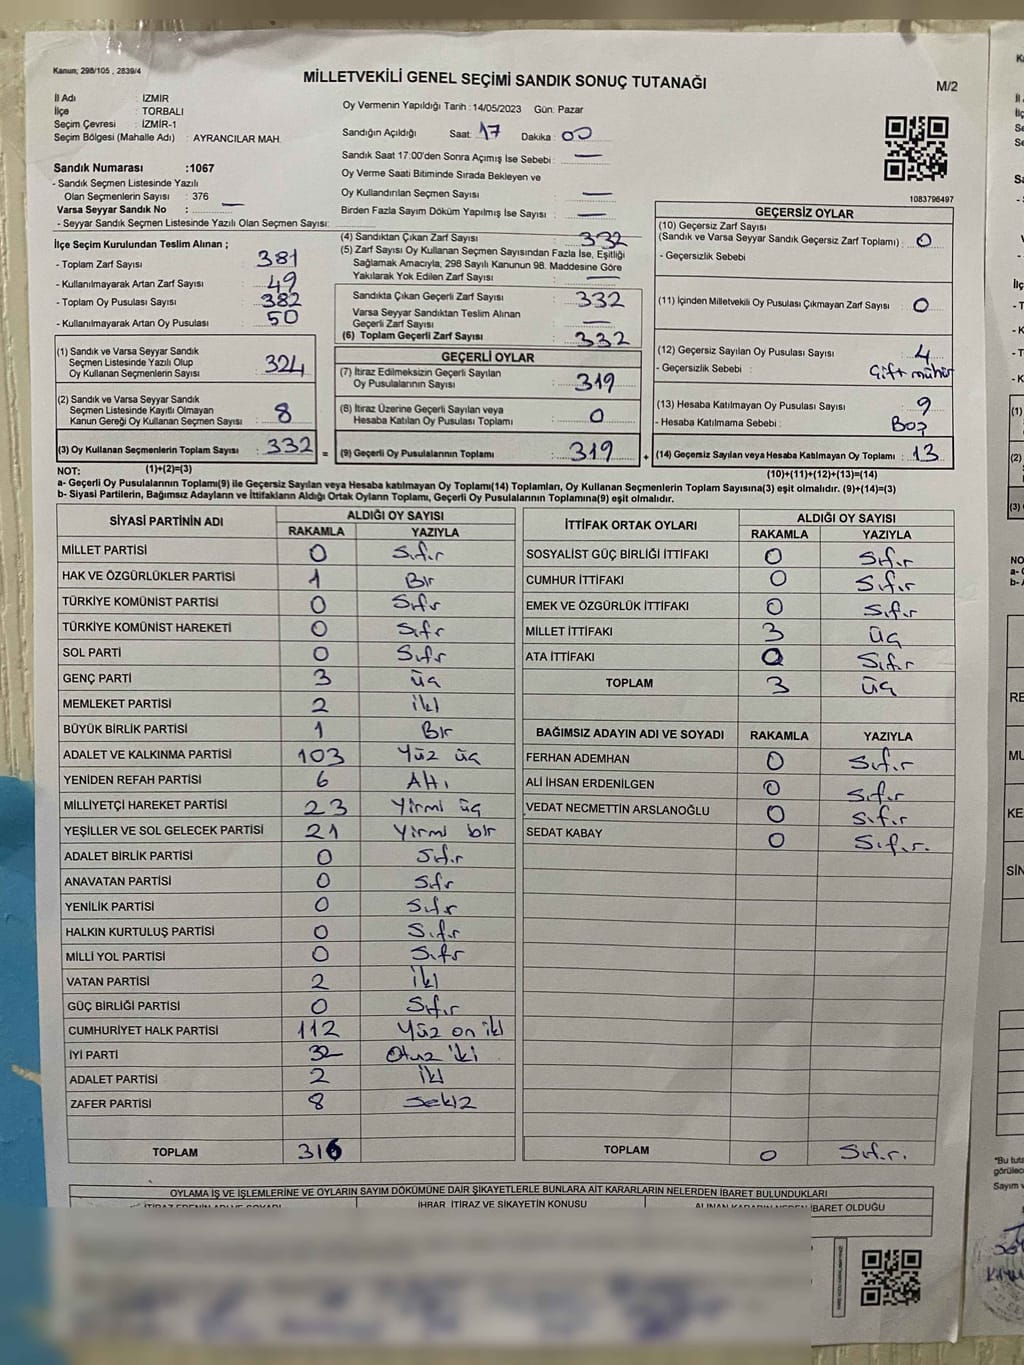 Kanun; 298/105 , 2839/4
MİLLETVEKİLİ GENEL SEÇİMİ SANDIK SONUÇ TUTANAĞI
M/2
İl Adı : İZMİR
İlçe : TORBALI
Seçim Çevresi : İZMİR-1
Seçim Bölgesi (Mahalle Adı) : AYRANCILAR MAH.
Oy Vermenin Yapıldığı Tarih : 14/05/2023 Gün: Pazar
Sandığın Açıldığı Saat: 17 Dakika : 00
Sandık Saat 17:00'den Sonra Açımış İse Sebebi : —
Oy Verme Saati Bitiminde Sırada Bekleyen ve
Oy Kullandırılan Seçmen Sayısı —
Birden Fazla Sayım Döküm Yapılmış İse Sayısı : —
Sandık Numarası :1067
- Sandık Seçmen Listesinde Yazılı
Olan Seçmenlerin Sayısı : 376
Varsa Seyyar Sandık No : —
- Seyyar Sandık Seçmen Listesinde Yazılı Olan Seçmen Sayısı:
1083796497
İlçe Seçim Kurulundan Teslim Alınan ;
- Toplam Zarf Sayısı : 381
- Kullanılmayarak Artan Zarf Sayısı : 49
- Toplam Oy Pusulası Sayısı : 382
- Kullanılmayarak Artan Oy Pusulası : 50
(1) Sandık ve Varsa Seyyar Sandık
Seçmen Listesinde Yazılı Olup
Oy Kullanan Seçmenlerin Sayısı : 324
(2) Sandık ve Varsa Seyyar Sandık
Seçmen Listesinde Kayıtlı Olmayan
Kanun Gereği Oy Kullanan Seçmen Sayısı : 8
(3) Oy Kullanan Seçmenlerin Toplam Sayısı : 332 =
(1)+(2)=(3)
(4) Sandıktan Çıkan Zarf Sayısı : 332
(5) Zarf Sayısı Oy Kullanan Seçmen Sayısından Fazla İse, Eşitliği
Sağlamak Amacıyla, 298 Sayılı Kanunun 98. Maddesine Göre
Yakılarak Yok Edilen Zarf Sayısı : —
Sandıkta Çıkan Geçerli Zarf Sayısı : 332
Varsa Seyyar Sandıktan Teslim Alınan
Geçerli Zarf Sayısı : —
(6) Toplam Geçerli Zarf Sayısı : 332
GEÇERLİ OYLAR
(7) İtiraz Edilmeksizin Geçerli Sayılan
Oy Pusulalarının Sayısı : 319
(8) İtiraz Üzerine Geçerli Sayılan veya
Hesaba Katılan Oy Pusulası Toplamı : 0
(9) Geçerli Oy Pusulalarının Toplamı : 319 +
GEÇERSİZ OYLAR
(10) Geçersiz Zarf Sayısı
(Sandık ve Varsa Seyyar Sandık Geçersiz Zarf Toplamı) : 0
- Geçersizlik Sebebi
(11) İçinden Milletvekili Oy Pusulası Çıkmayan Zarf Sayısı : 0
(12) Geçersiz Sayılan Oy Pusulası Sayısı : 4
- Geçersizlik Sebebi : Çift mühür
(13) Hesaba Katılmayan Oy Pusulası Sayısı : 9
- Hesaba Katılmama Sebebi : Boş
(14) Geçersiz Sayılan veya Hesaba Katılmayan Oy Toplamı : 13
(10)+(11)+(12)+(13)=(14)
NOT:
a- Geçerli Oy Pusulalarının Toplamı(9) ile Geçersiz Sayılan veya Hesaba katılmayan Oy Toplamı(14) Toplamları, Oy Kullanan Seçmenlerin Toplam Sayısına(3) eşit olmalıdır. (9)+(14)=(3)
b- Siyasi Partilerin, Bağımsız Adayların ve İttifakların Aldığı Ortak Oyların Toplamı, Geçerli Oy Pusulalarının Toplamına(9) eşit olmalıdır.
SİYASİ PARTİNİN ADI ALDIĞI OY SAYISI
RAKAMLA YAZIYLA
MİLLET PARTİSİ 0 Sıfır
HAK VE ÖZGÜRLÜKLER PARTİSİ 1 Bir
TÜRKİYE KOMÜNİST PARTİSİ 0 Sıfır
TÜRKİYE KOMÜNİST HAREKETİ 0 Sıfır
SOL PARTİ 0 Sıfır
GENÇ PARTİ 3 üç
MEMLEKET PARTİSİ 2 iki
BÜYÜK BİRLİK PARTİSİ 1 Bir
ADALET VE KALKINMA PARTİSİ 103 Yüz üç
YENİDEN REFAH PARTİSİ 6 Altı
MİLLİYETÇİ HAREKET PARTİSİ 23 Yirmi üç
YEŞİLLER VE SOL GELECEK PARTİSİ 21 Yirmi bir
ADALET BİRLİK PARTİSİ 0 Sıfır
ANAVATAN PARTİSİ 0 Sıfır
YENİLİK PARTİSİ 0 Sıfır
HALKIN KURTULUŞ PARTİSİ 0 Sıfır
MİLLİ YOL PARTİSİ 0 Sıfır
VATAN PARTİSİ 2 iki
GÜÇ BİRLİĞİ PARTİSİ 0 Sıfır
CUMHURİYET HALK PARTİSİ 112 Yüz on iki
İYİ PARTİ 32 Otuz iki
ADALET PARTİSİ 2 iki
ZAFER PARTİSİ 8 Sekiz
TOPLAM 316
İTTİFAK ORTAK OYLARI ALDIĞI OY SAYISI
RAKAMLA YAZIYLA
SOSYALİST GÜÇ BİRLİĞİ İTTİFAKI 0 Sıfır
CUMHUR İTTİFAKI 0 Sıfır
EMEK VE ÖZGÜRLÜK İTTİFAKI 0 Sıfır
MİLLET İTTİFAKI 3 üç
ATA İTTİFAKI 0 Sıfır
TOPLAM 3 üç
BAĞIMSIZ ADAYIN ADI VE SOYADI RAKAMLA YAZIYLA
FERHAN ADEMHAN 0 Sıfır
ALİ İHSAN ERDENİLGEN 0 Sıfır
VEDAT NECMETTİN ARSLANOĞLU 0 Sıfır
SEDAT KABAY 0 Sıfır.
TOPLAM 0 Sıfır.
OYLAMA İŞ VE İŞLEMLERİNE VE OYLARIN SAYIM DÖKÜMÜNE DAİR ŞİKAYETLERLE BUNLARA AİT KARARLARIN NELERDEN İBARET BULUNDUKLARI
İHBAR, İTİRAZ VE ŞİKAYETİN KONUSU
İBARET OLDUĞU